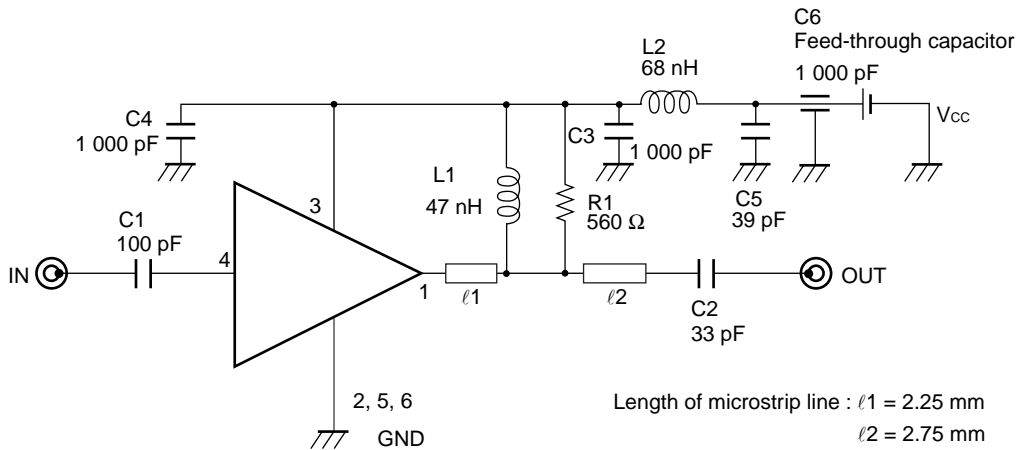 C6
Feed-through capacitor
1 000 pF
L2
68 nH
VCC
C4
1 000 pF
C3
1 000 pF
C5
39 pF
L1
47 nH
R1
560 Ω
3
C1
100 pF
IN
4
1
ℓ1
ℓ2
C2
33 pF
OUT
2, 5, 6
GND
Length of microstrip line : ℓ1 = 2.25 mm
ℓ2 = 2.75 mm